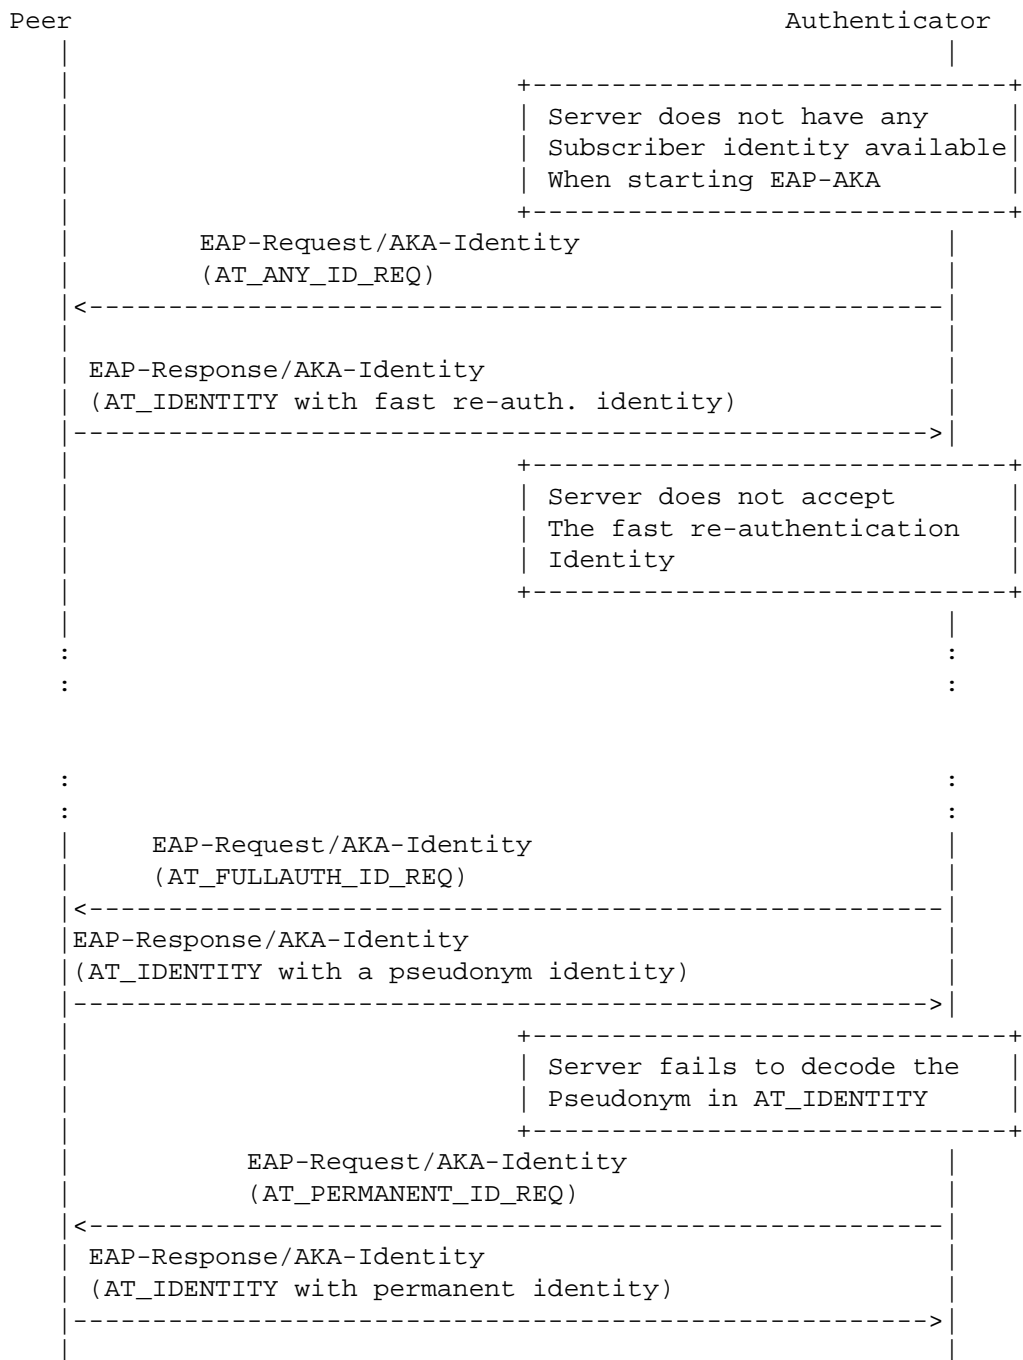 Peer Authenticator
Server does not have any
Subscriber identity available
When starting EAP-AKA
EAP-Request/AKA-Identity
(AT_ANY_ID_REQ)
EAP-Response/AKA-Identity
(AT_IDENTITY with fast re-auth. identity)
Server does not accept
The fast re-authentication
Identity
EAP-Request/AKA-Identity
(AT_FULLAUTH_ID_REQ)
EAP-Response/AKA-Identity
(AT_IDENTITY with a pseudonym identity)
Server fails to decode the
Pseudonym in AT_IDENTITY
EAP-Request/AKA-Identity
(AT_PERMANENT_ID_REQ)
EAP-Response/AKA-Identity
(AT_IDENTITY with permanent identity)